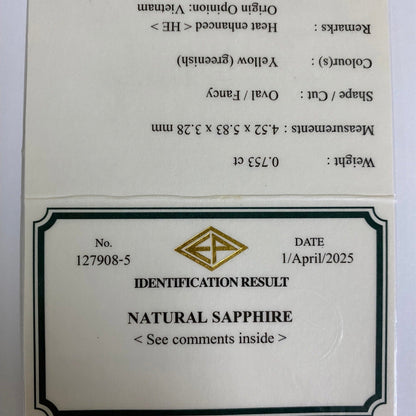 Weight : 0.753 ct
Measurements : 4.52 x 5.83 x 3.28 mm
Shape / Cut : Oval / Fancy
Colour(s) : Yellow (greenish)
Remarks : Heat enhanced < HE >
Origin Opinion: Vietnam
No.
127908-5
DATE
1/April/2025
IDENTIFICATION RESULT
NATURAL SAPPHIRE
< See comments inside >